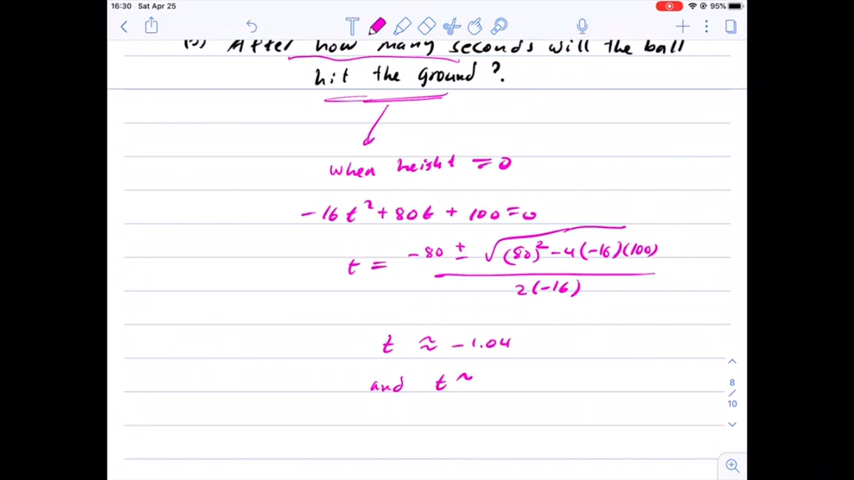 16:30 Sat Apr 25
95%
(b) After how many seconds will the ball
hit the ground?
when height = 0
-16t² + 80t + 100 = 0
t = -80 ± √(80)² - 4(-16)(100)
2(-16)
t ≈ -1.04
and t ~
8
/
10